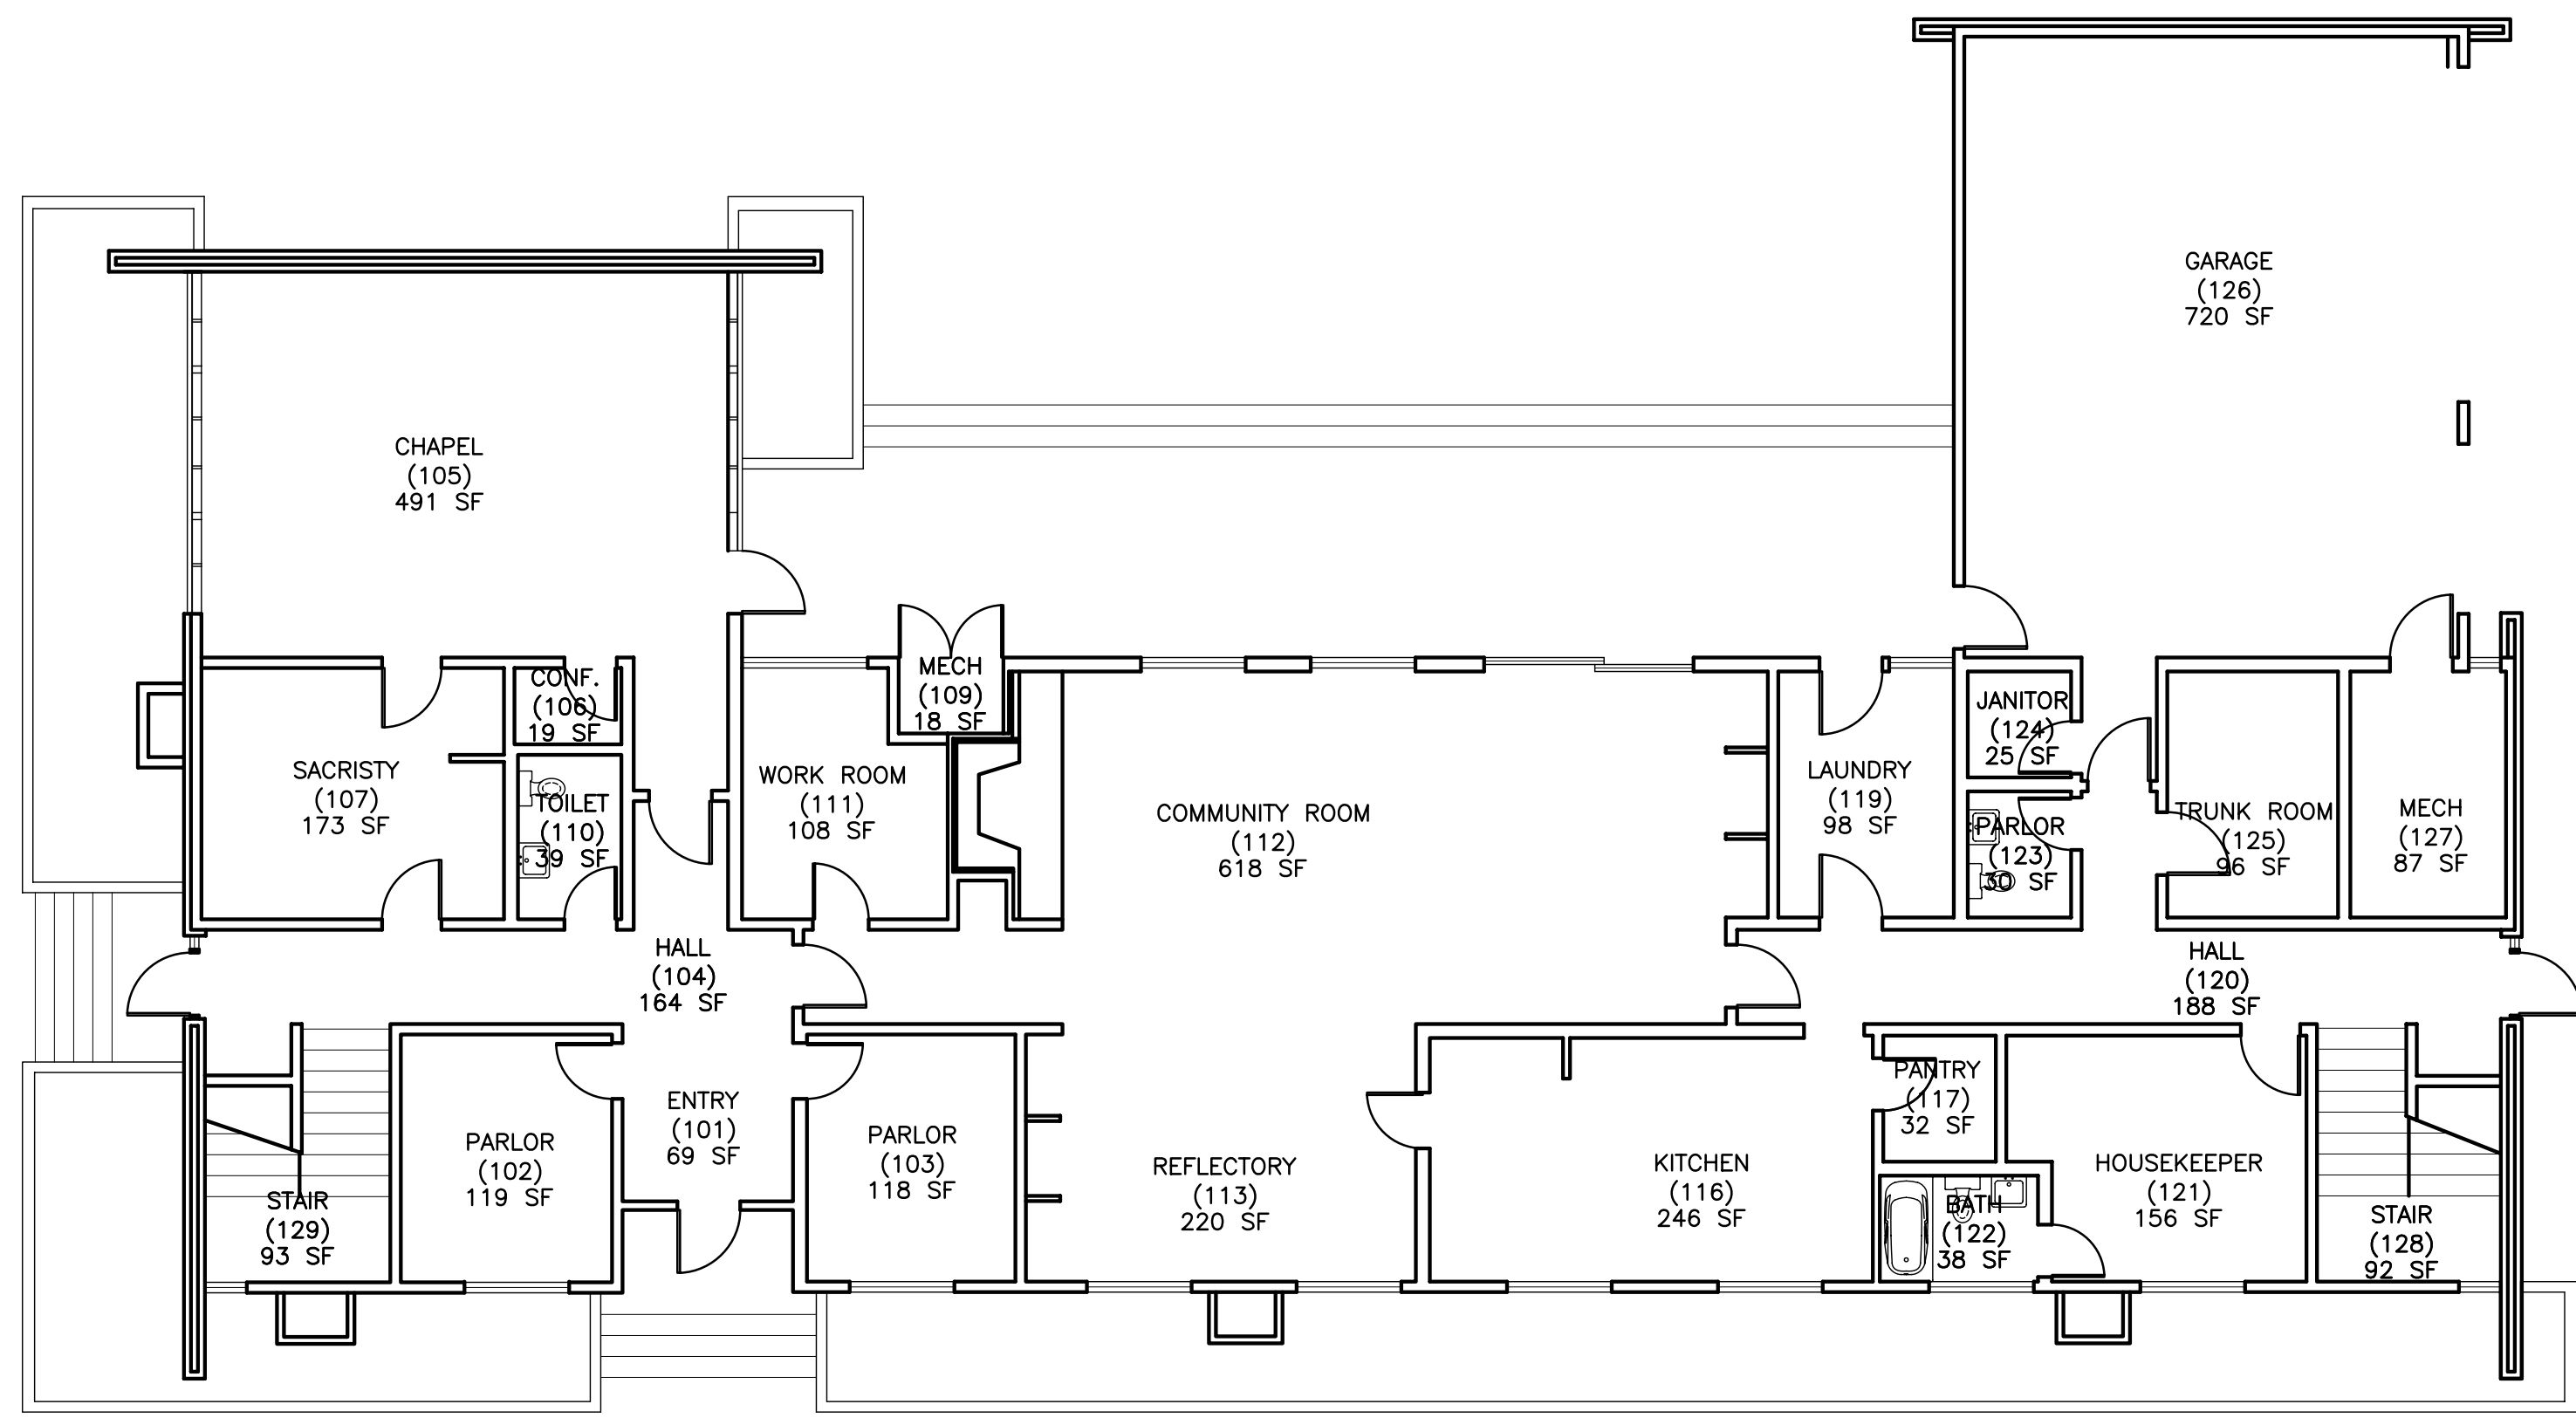 GARAGE
(126)
720 SF
CHAPEL
(105)
491 SF
MECH
(109)
18 SF
CONF.
(106)
19 SF
JANITOR
(124)
25 SF
SACRISTY
(107)
173 SF
TOILET
(110)
39 SF
WORK ROOM
(111)
108 SF
COMMUNITY ROOM
(112)
618 SF
LAUNDRY
(119)
98 SF
PARLOR
(123)
30 SF
TRUNK ROOM
(125)
96 SF
MECH
(127)
87 SF
HALL
(104)
164 SF
HALL
(120)
188 SF
ENTRY
(101)
69 SF
PARLOR
(102)
119 SF
PARLOR
(103)
118 SF
PANTRY
(117)
32 SF
REFLECTORY
(113)
220 SF
KITCHEN
(116)
246 SF
HOUSEKEEPER
(121)
156 SF
STAIR
(129)
93 SF
BATH
(122)
38 SF
STAIR
(128)
92 SF